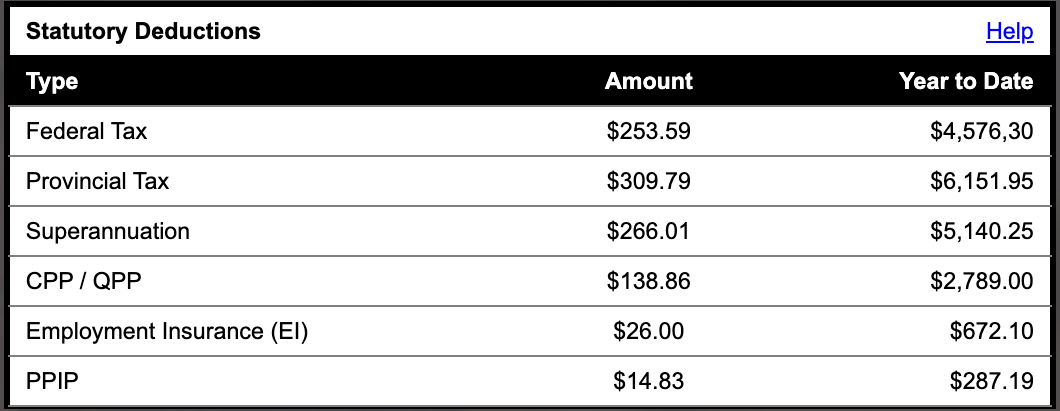 Statutory Deductions Help
Type Amount Year to Date
Federal Tax $253.59 $4,576,30
Provincial Tax $309.79 $6,151.95
Superannuation $266.01 $5,140.25
CPP / QPP $138.86 $2,789.00
Employment Insurance (EI) $26.00 $672.10
PPIP $14.83 $287.19